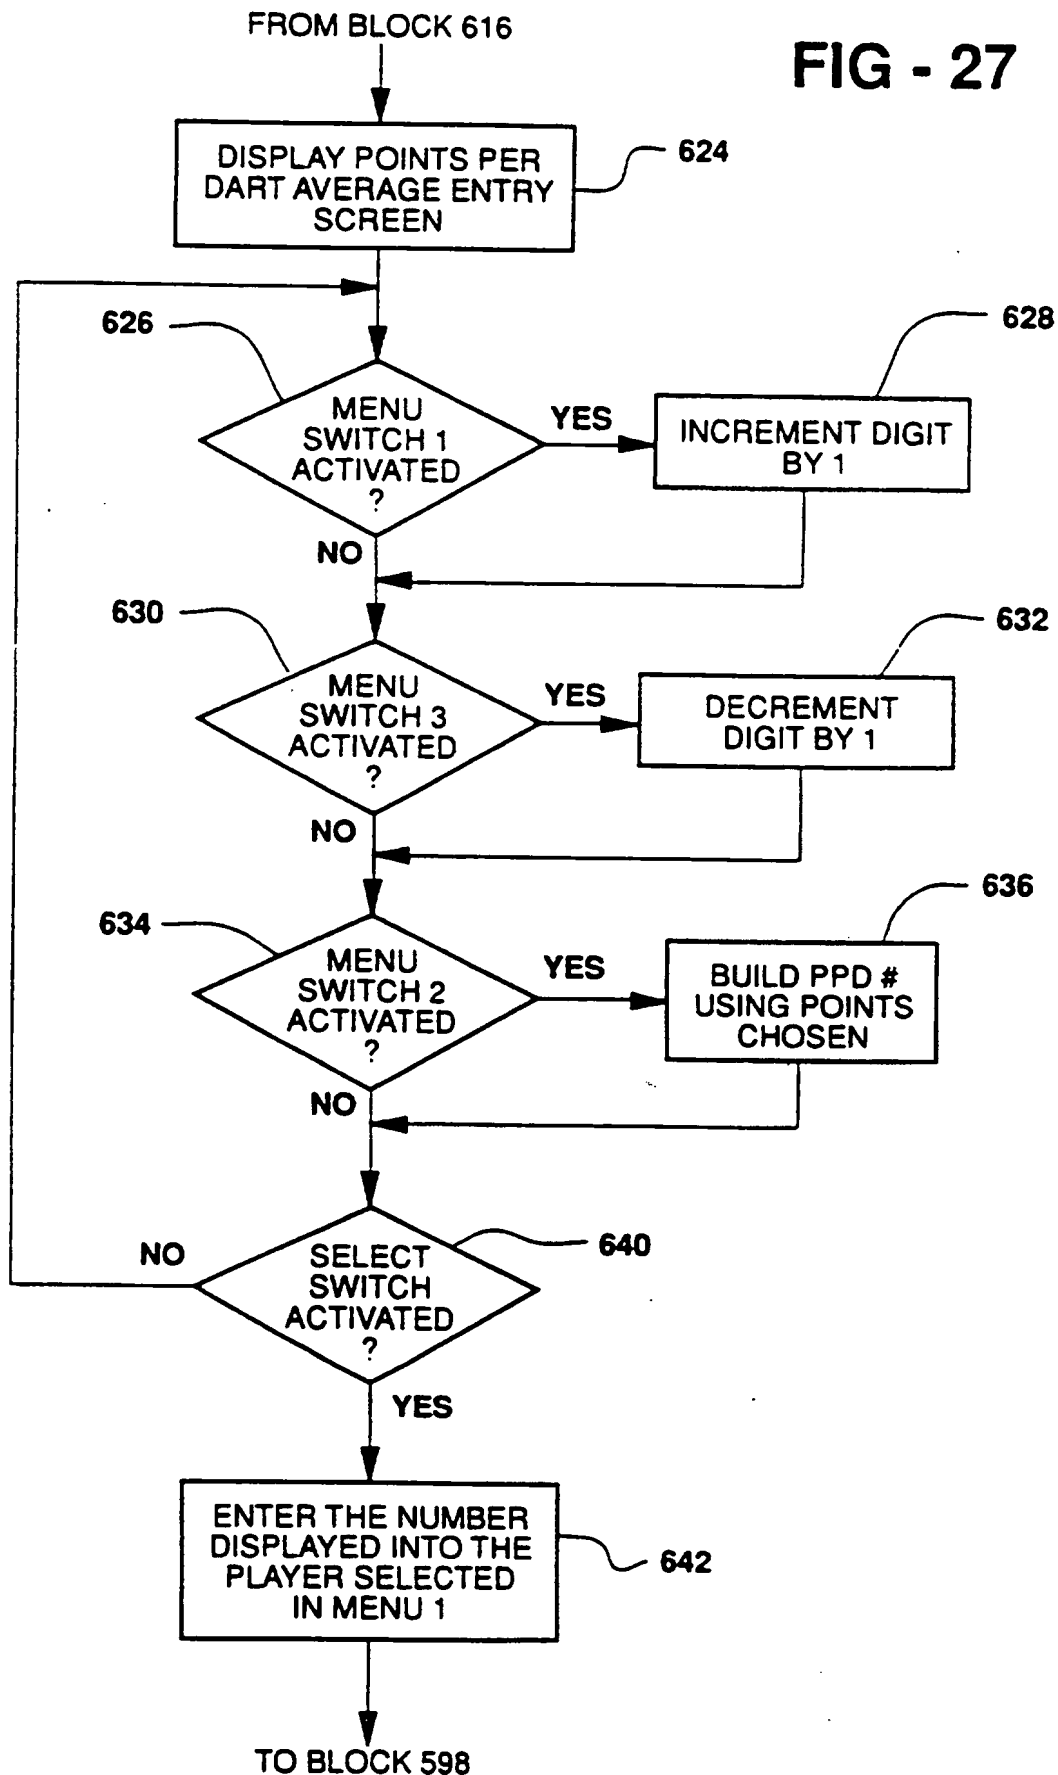 FROM BLOCK 616
FIG - 27
DISPLAY POINTS PER
DART AVERAGE ENTRY
SCREEN
624
626
MENU
SWITCH 1
ACTIVATED
?
YES
628
INCREMENT DIGIT
BY 1
NO
630
MENU
SWITCH 3
ACTIVATED
?
YES
632
DECREMENT
DIGIT BY 1
NO
634
MENU
SWITCH 2
ACTIVATED
?
YES
636
BUILD PPD #
USING POINTS
CHOSEN
NO
NO
SELECT
SWITCH
ACTIVATED
?
640
YES
ENTER THE NUMBER
DISPLAYED INTO THE
PLAYER SELECTED
IN MENU 1
642
TO BLOCK 598